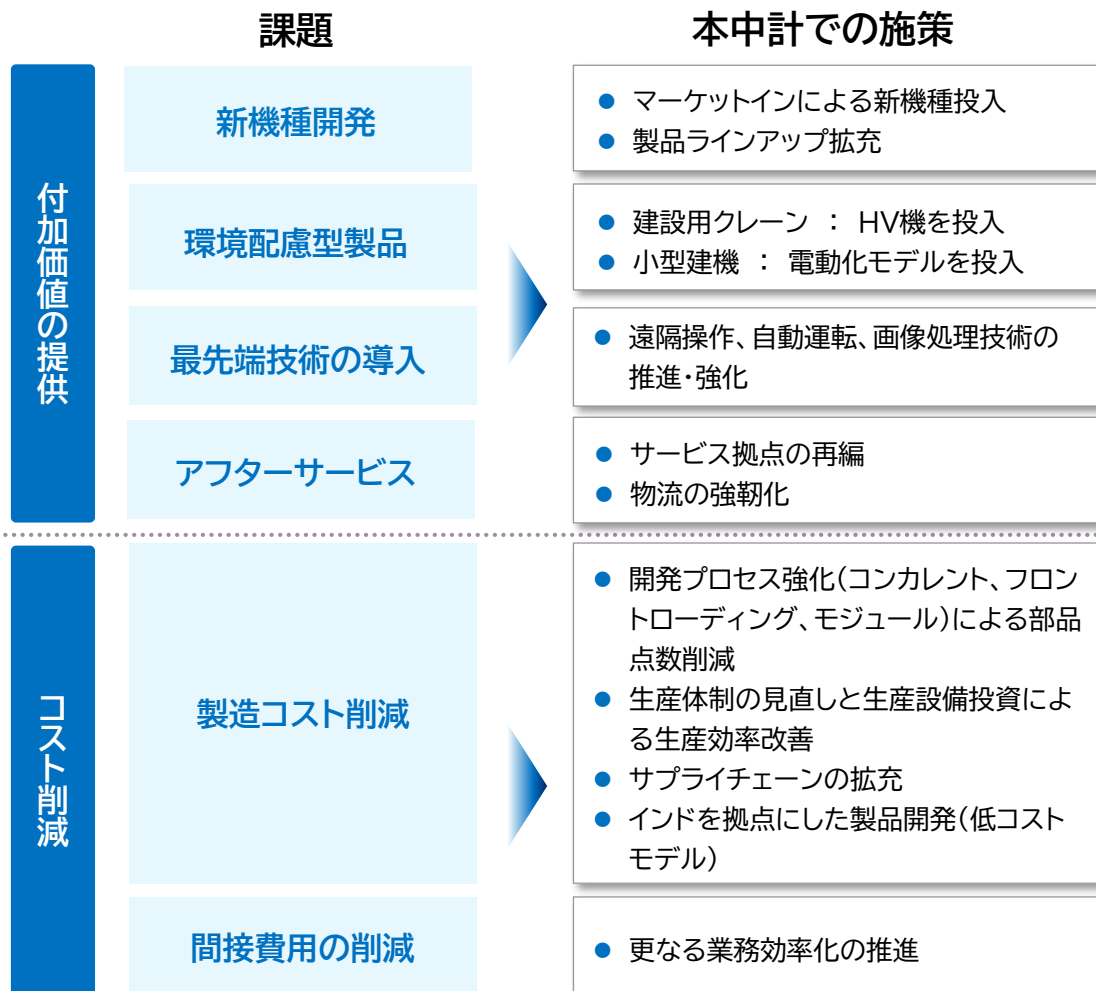 課題
本中計での施策
付加価値の提供
新機種開発
● マーケットインによる新機種投入
● 製品ラインアップ拡充
環境配慮型製品
● 建設用クレーン ： HV機を投入
● 小型建機 ： 電動化モデルを投入
最先端技術の導入
● 遠隔操作、自動運転、画像処理技術の
推進・強化
アフターサービス
● サービス拠点の再編
● 物流の強靭化
コスト削減
製造コスト削減
● 開発プロセス強化（コンカレント、フロン
トローディング、モジュール）による部品
点数削減
● 生産体制の見直しと生産設備投資によ
る生産効率改善
● サプライチェーンの拡充
● インドを拠点にした製品開発（低コスト
モデル）
間接費用の削減
● 更なる業務効率化の推進